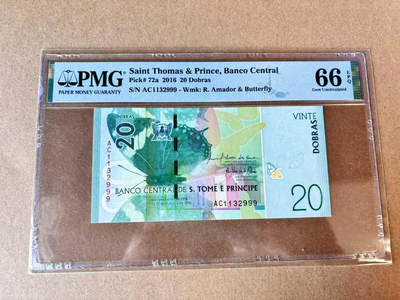 PMG
PAPER MONEY GUARANTY
Saint Thomas & Prince, Banco Central
Pick# 72a 2016 20 Dobras
S/N AC1132999 - Wmk: R. Amador & Butterfly
66 EPQ
Gem Uncirculated
20
AC1132999
VINTE
DOBRAS
BANCO CENTRAL DE S. TOMÉ E PRÍNCIPE
AC1132999
20